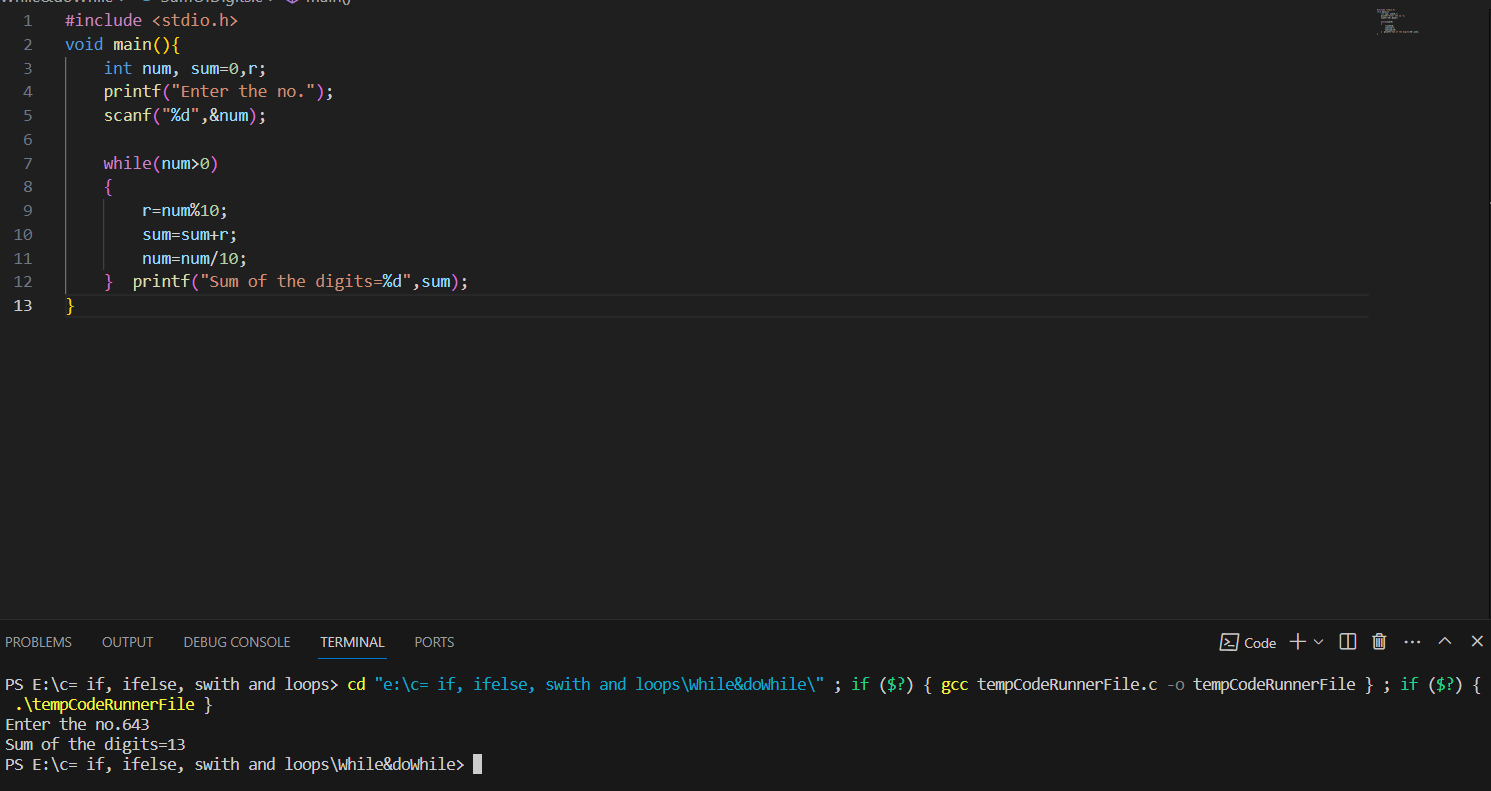 1 #include <stdio.h>
2 void main(){
3 int num, sum=0,r;
4 printf("Enter the no.");
5 scanf("%d",&num);
6
7 while(num>0)
8 {
9 r=num%10;
10 sum=sum+r;
11 num=num/10;
12 } printf("Sum of the digits=%d",sum);
13 }
PROBLEMS OUTPUT DEBUG CONSOLE TERMINAL PORTS Code
PS E:\c= if, ifelse, swith and loops> cd "e:\c= if, ifelse, swith and loops\While&doWhile\" ; if ($?) { gcc tempCodeRunnerFile.c -o tempCodeRunnerFile } ; if ($?) {
.\tempCodeRunnerFile }
Enter the no.643
Sum of the digits=13
PS E:\c= if, ifelse, swith and loops\While&doWhile>